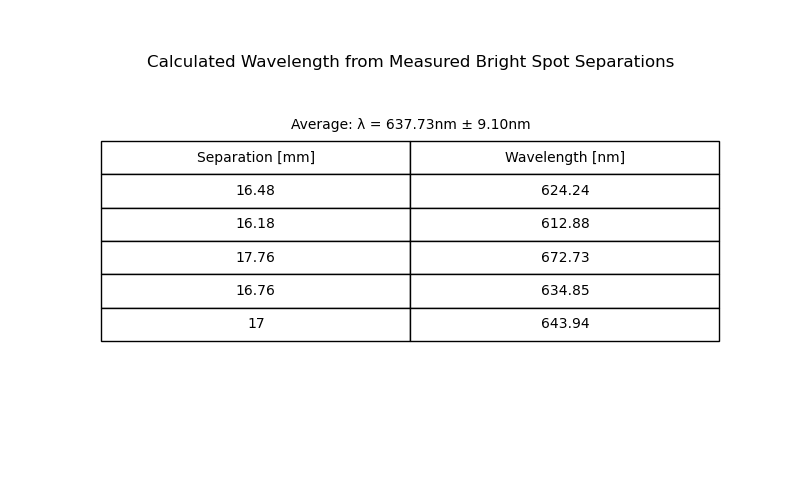 Calculated Wavelength from Measured Bright Spot Separations
Average: λ = 637.73nm ± 9.10nm
Separation [mm] Wavelength [nm]
16.48 624.24
16.18 612.88
17.76 672.73
16.76 634.85
17 643.94